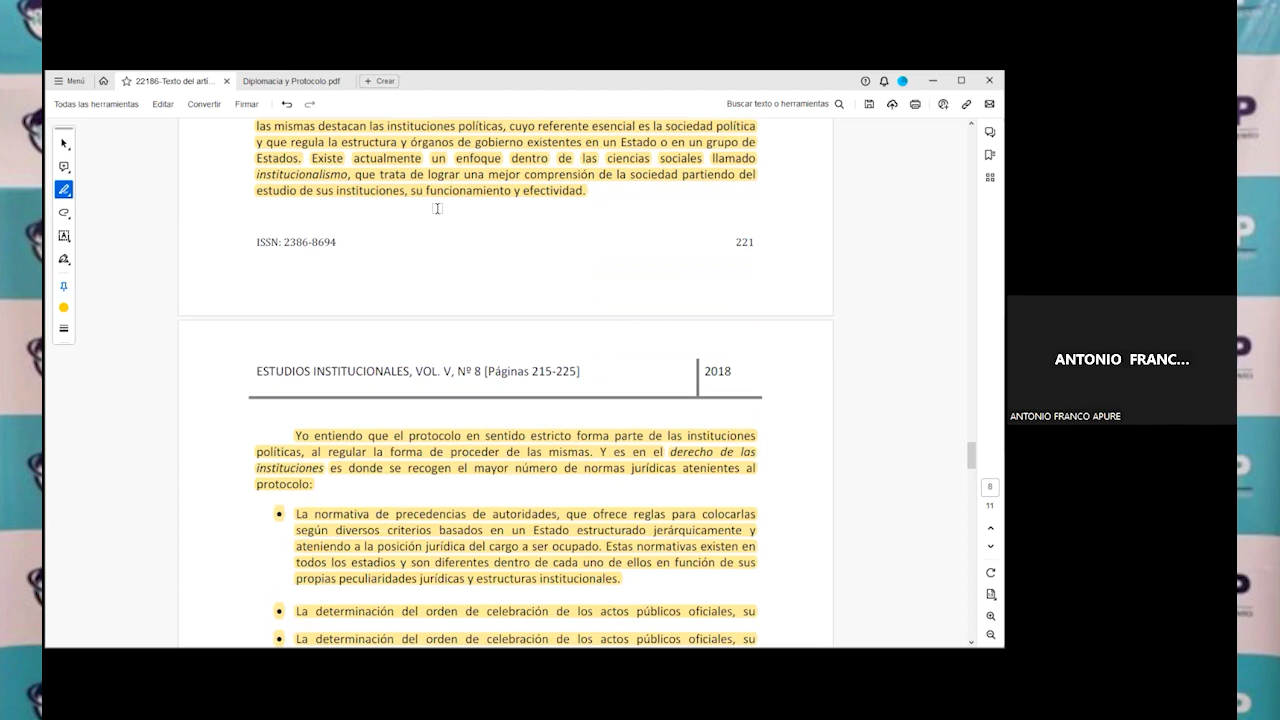 Menú
22186-Texto del artí...
Diplomacia y Protocolo.pdf
Crear
Todas las herramientas
Editar
Convertir
Firmar
Buscar texto o herramientas
las mismas destacan las instituciones políticas, cuyo referente esencial es la sociedad política
y que regula la estructura y órganos de gobierno existentes en un Estado o en un grupo de
Estados. Existe actualmente un enfoque dentro de las ciencias sociales llamado
institucionalismo, que trata de lograr una mejor comprensión de la sociedad partiendo del
estudio de sus instituciones, su funcionamiento y efectividad.
ISSN: 2386-8694
221
ESTUDIOS INSTITUCIONALES, VOL. V, Nº 8 [Páginas 215-225]
2018
Yo entiendo que el protocolo en sentido estricto forma parte de las instituciones
políticas, al regular la forma de proceder de las mismas. Y es en el derecho de las
instituciones es donde se recogen el mayor número de normas jurídicas atenientes al
protocolo:
• La normativa de precedencias de autoridades, que ofrece reglas para colocarlas
según diversos criterios basados en un Estado estructurado jerárquicamente y
ateniendo a la posición jurídica del cargo a ser ocupado. Estas normativas existen en
todos los estadios y son diferentes dentro de cada uno de ellos en función de sus
propias peculiaridades jurídicas y estructuras institucionales.
• La determinación del orden de celebración de los actos públicos oficiales, su
• La determinación del orden de celebración de los actos públicos oficiales, su
8
11
ANTONIO FRANC...
ANTONIO FRANCO APURE